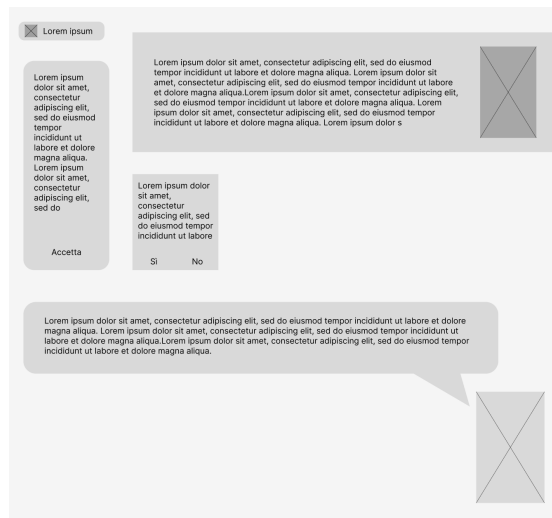 Lorem ipsum
Lorem ipsum dolor sit amet, consectetur adipiscing elit, sed do eiusmod
tempor incididunt ut labore et dolore magna aliqua. Lorem ipsum dolor sit
amet, consectetur adipiscing elit, sed do eiusmod tempor incididunt ut labore
et dolore magna aliqua.Lorem ipsum dolor sit amet, consectetur adipiscing elit,
sed do eiusmod tempor incididunt ut labore et dolore magna aliqua. Lorem
ipsum dolor sit amet, consectetur adipiscing elit, sed do eiusmod tempor
incididunt ut labore et dolore magna aliqua. Lorem ipsum dolor s
Lorem ipsum
dolor sit amet,
consectetur
adipiscing elit,
sed do eiusmod
tempor
incididunt ut
labore et dolore
magna aliqua.
Lorem ipsum
dolor sit amet,
consectetur
adipiscing elit,
sed do
Accetta
Lorem ipsum dolor
sit amet,
consectetur
adipiscing elit, sed
do eiusmod tempor
incididunt ut labore
Sì No
Lorem ipsum dolor sit amet, consectetur adipiscing elit, sed do eiusmod tempor incididunt ut labore et dolore
magna aliqua. Lorem ipsum dolor sit amet, consectetur adipiscing elit, sed do eiusmod tempor incididunt ut
labore et dolore magna aliqua.Lorem ipsum dolor sit amet, consectetur adipiscing elit, sed do eiusmod tempor
incididunt ut labore et dolore magna aliqua.